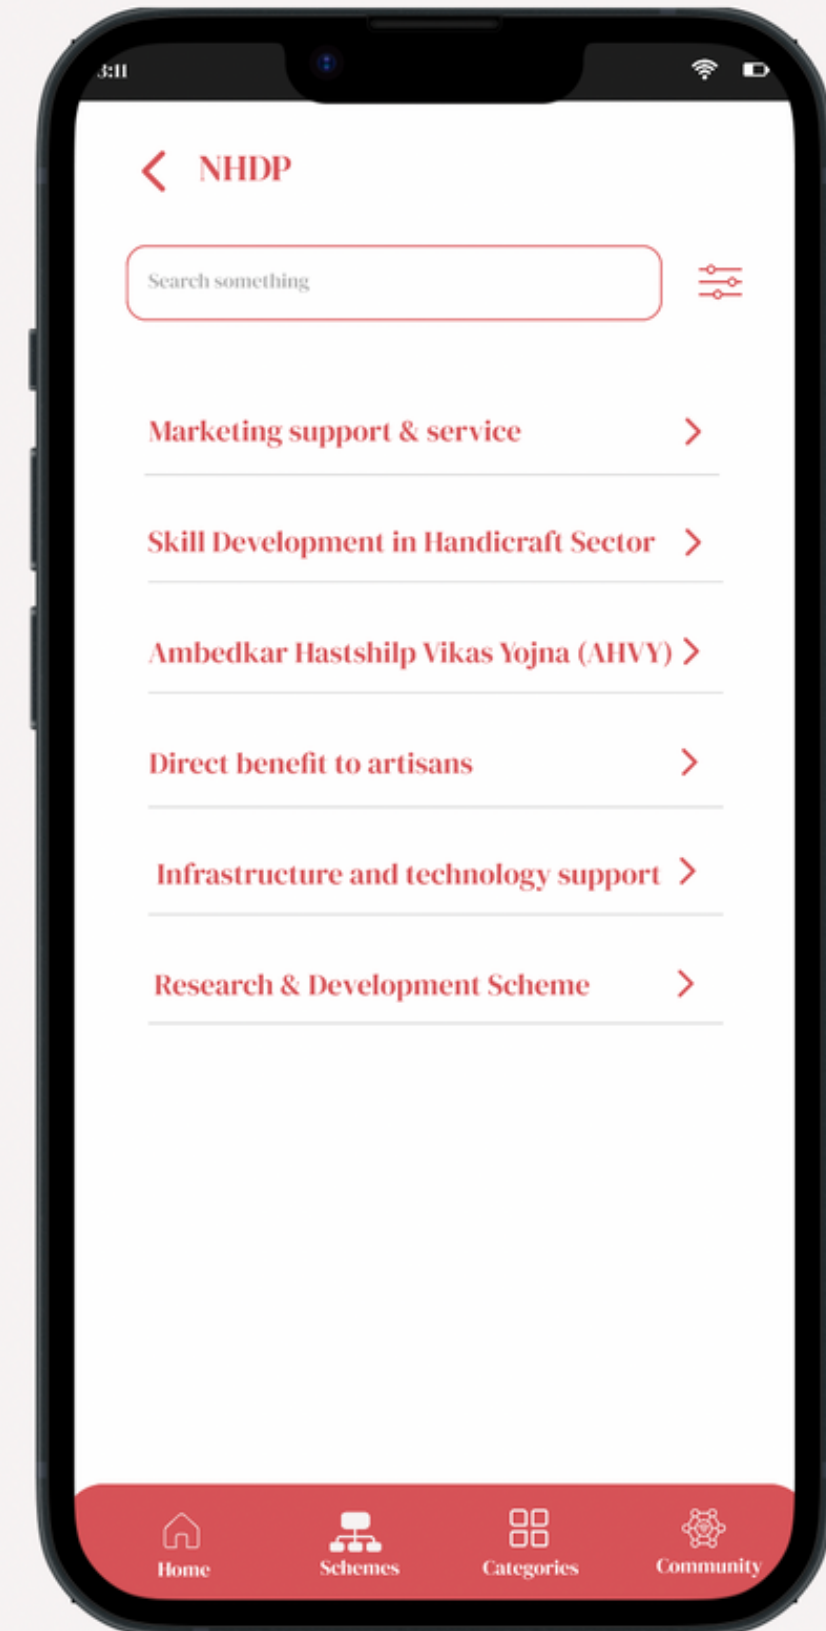 3:11
NHDP
Search something
Marketing support & service
Skill Development in Handicraft Sector
Ambedkar Hastshilp Vikas Yojna (AHVY)
Direct benefit to artisans
Infrastructure and technology support
Research & Development Scheme
Home
Schemes
Categories
Community